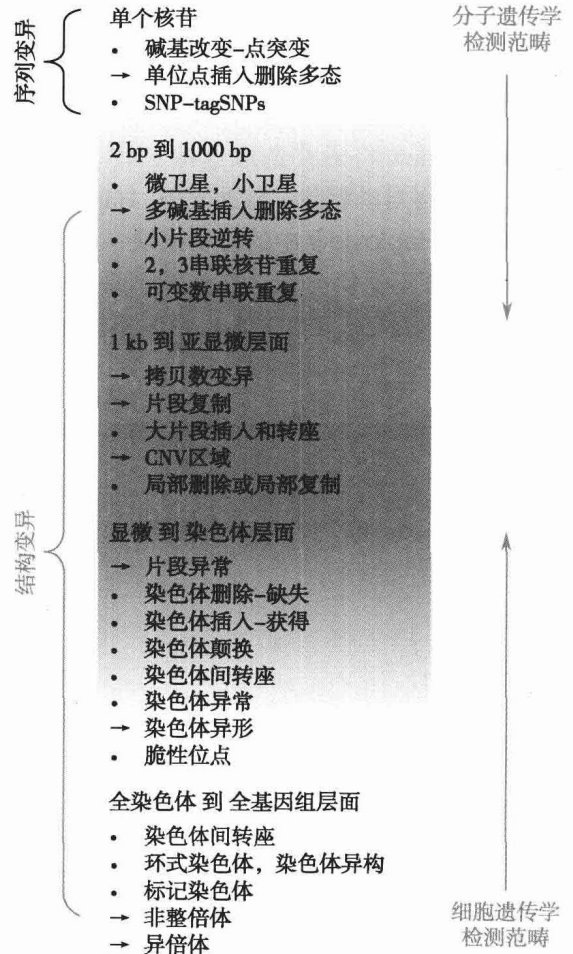 序列变异
单个核苷
• 碱基改变–点突变
→ 单位点插入删除多态
• SNP–tagSNPs
分子遗传学
检测范畴
2 bp 到 1000 bp
• 微卫星，小卫星
→ 多碱基插入删除多态
• 小片段逆转
• 2，3串联核苷重复
• 可变数串联重复
1 kb 到 亚显微层面
→ 拷贝数变异
→ 片段复制
• 大片段插入和转座
→ CNV区域
• 局部删除或局部复制
结构变异
显微 到 染色体层面
→ 片段异常
• 染色体删除–缺失
• 染色体插入–获得
• 染色体颠换
• 染色体间转座
• 染色体异常
→ 染色体异形
• 脆性位点
全染色体 到 全基因组层面
• 染色体间转座
• 环式染色体，染色体异构
• 标记染色体
→ 非整倍体
→ 异倍体
细胞遗传学
检测范畴